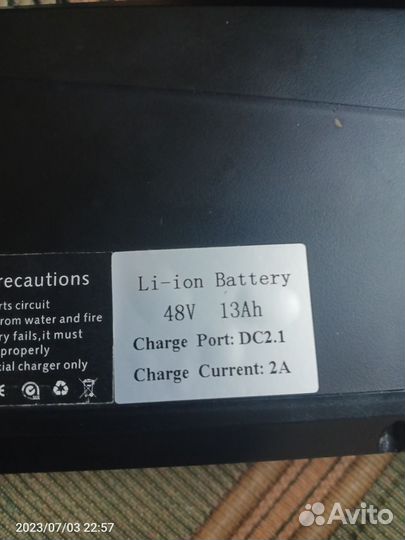 recautions
rts circuit
rom water and fire
ry fails,it must
properly
cial charger only
Li-ion Battery
48V 13Ah
Charge Port: DC2.1
Charge Current: 2A
2023/07/03 22:57
Avito